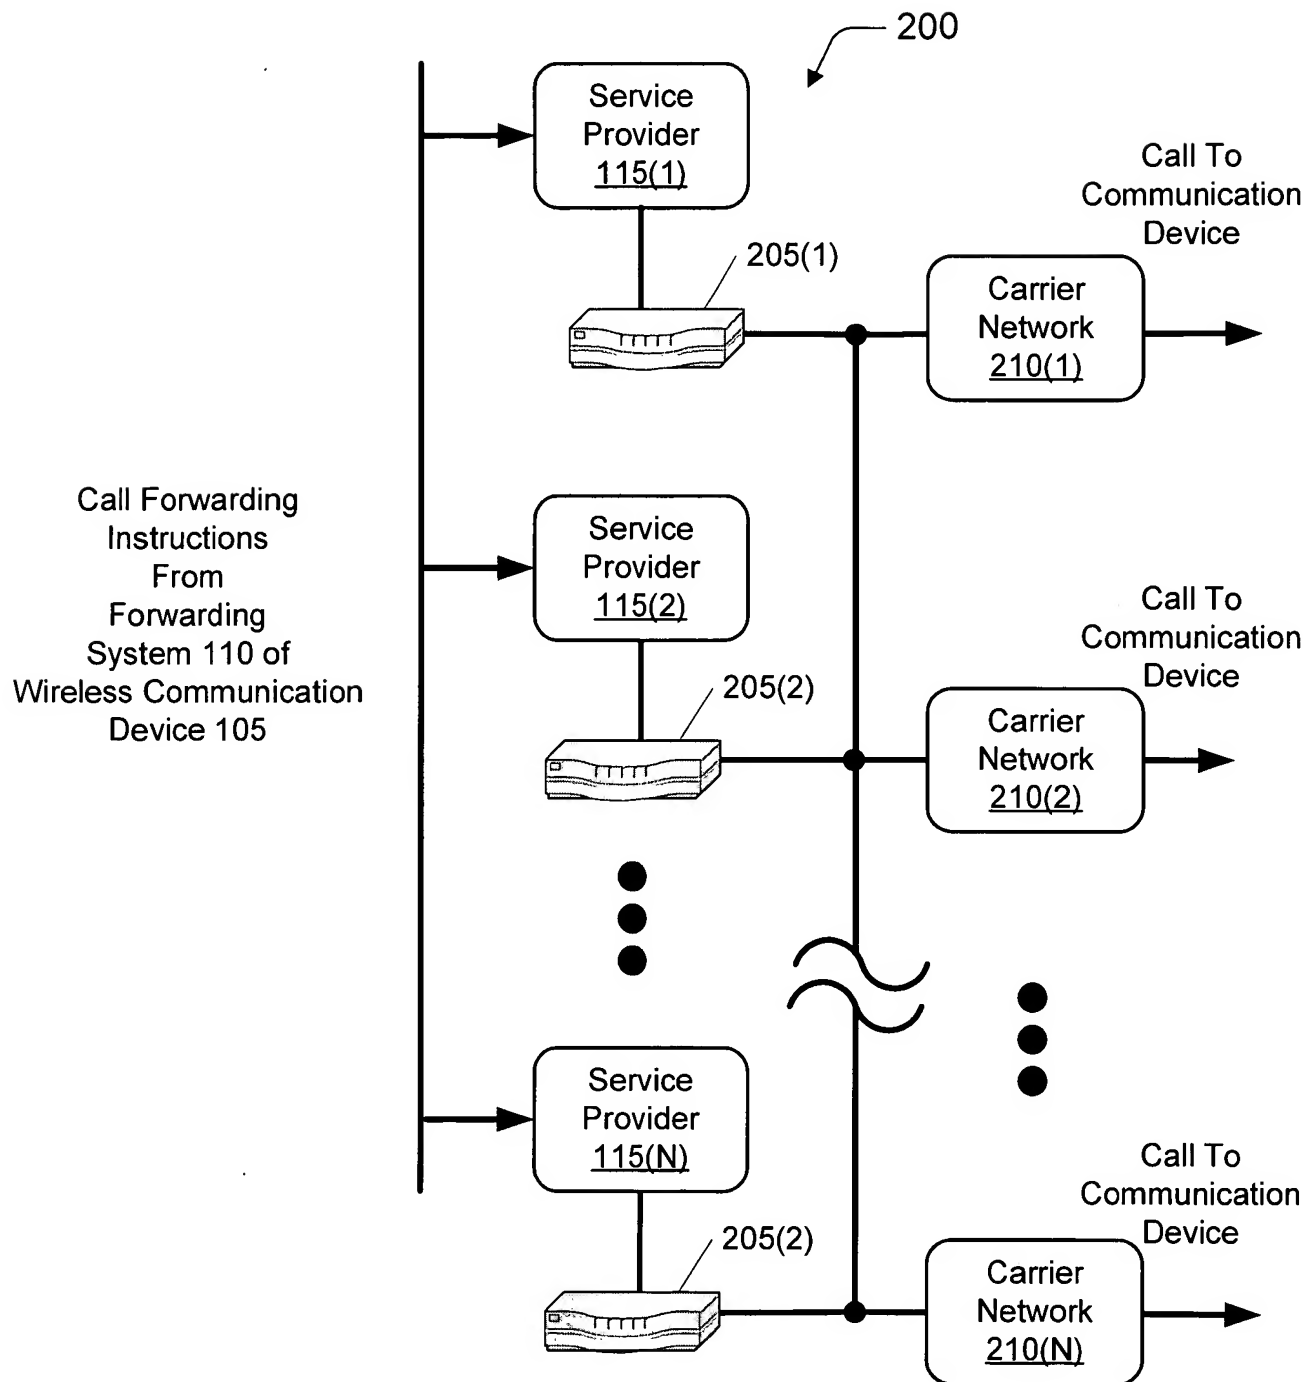 200
Service
Provider
115(1)
Call To
Communication
Device
205(1)
Carrier
Network
210(1)
Call Forwarding
Instructions
From
Forwarding
System 110 of
Wireless Communication
Device 105
Service
Provider
115(2)
Call To
Communication
Device
205(2)
Carrier
Network
210(2)
Service
Provider
115(N)
Call To
Communication
Device
205(2)
Carrier
Network
210(N)